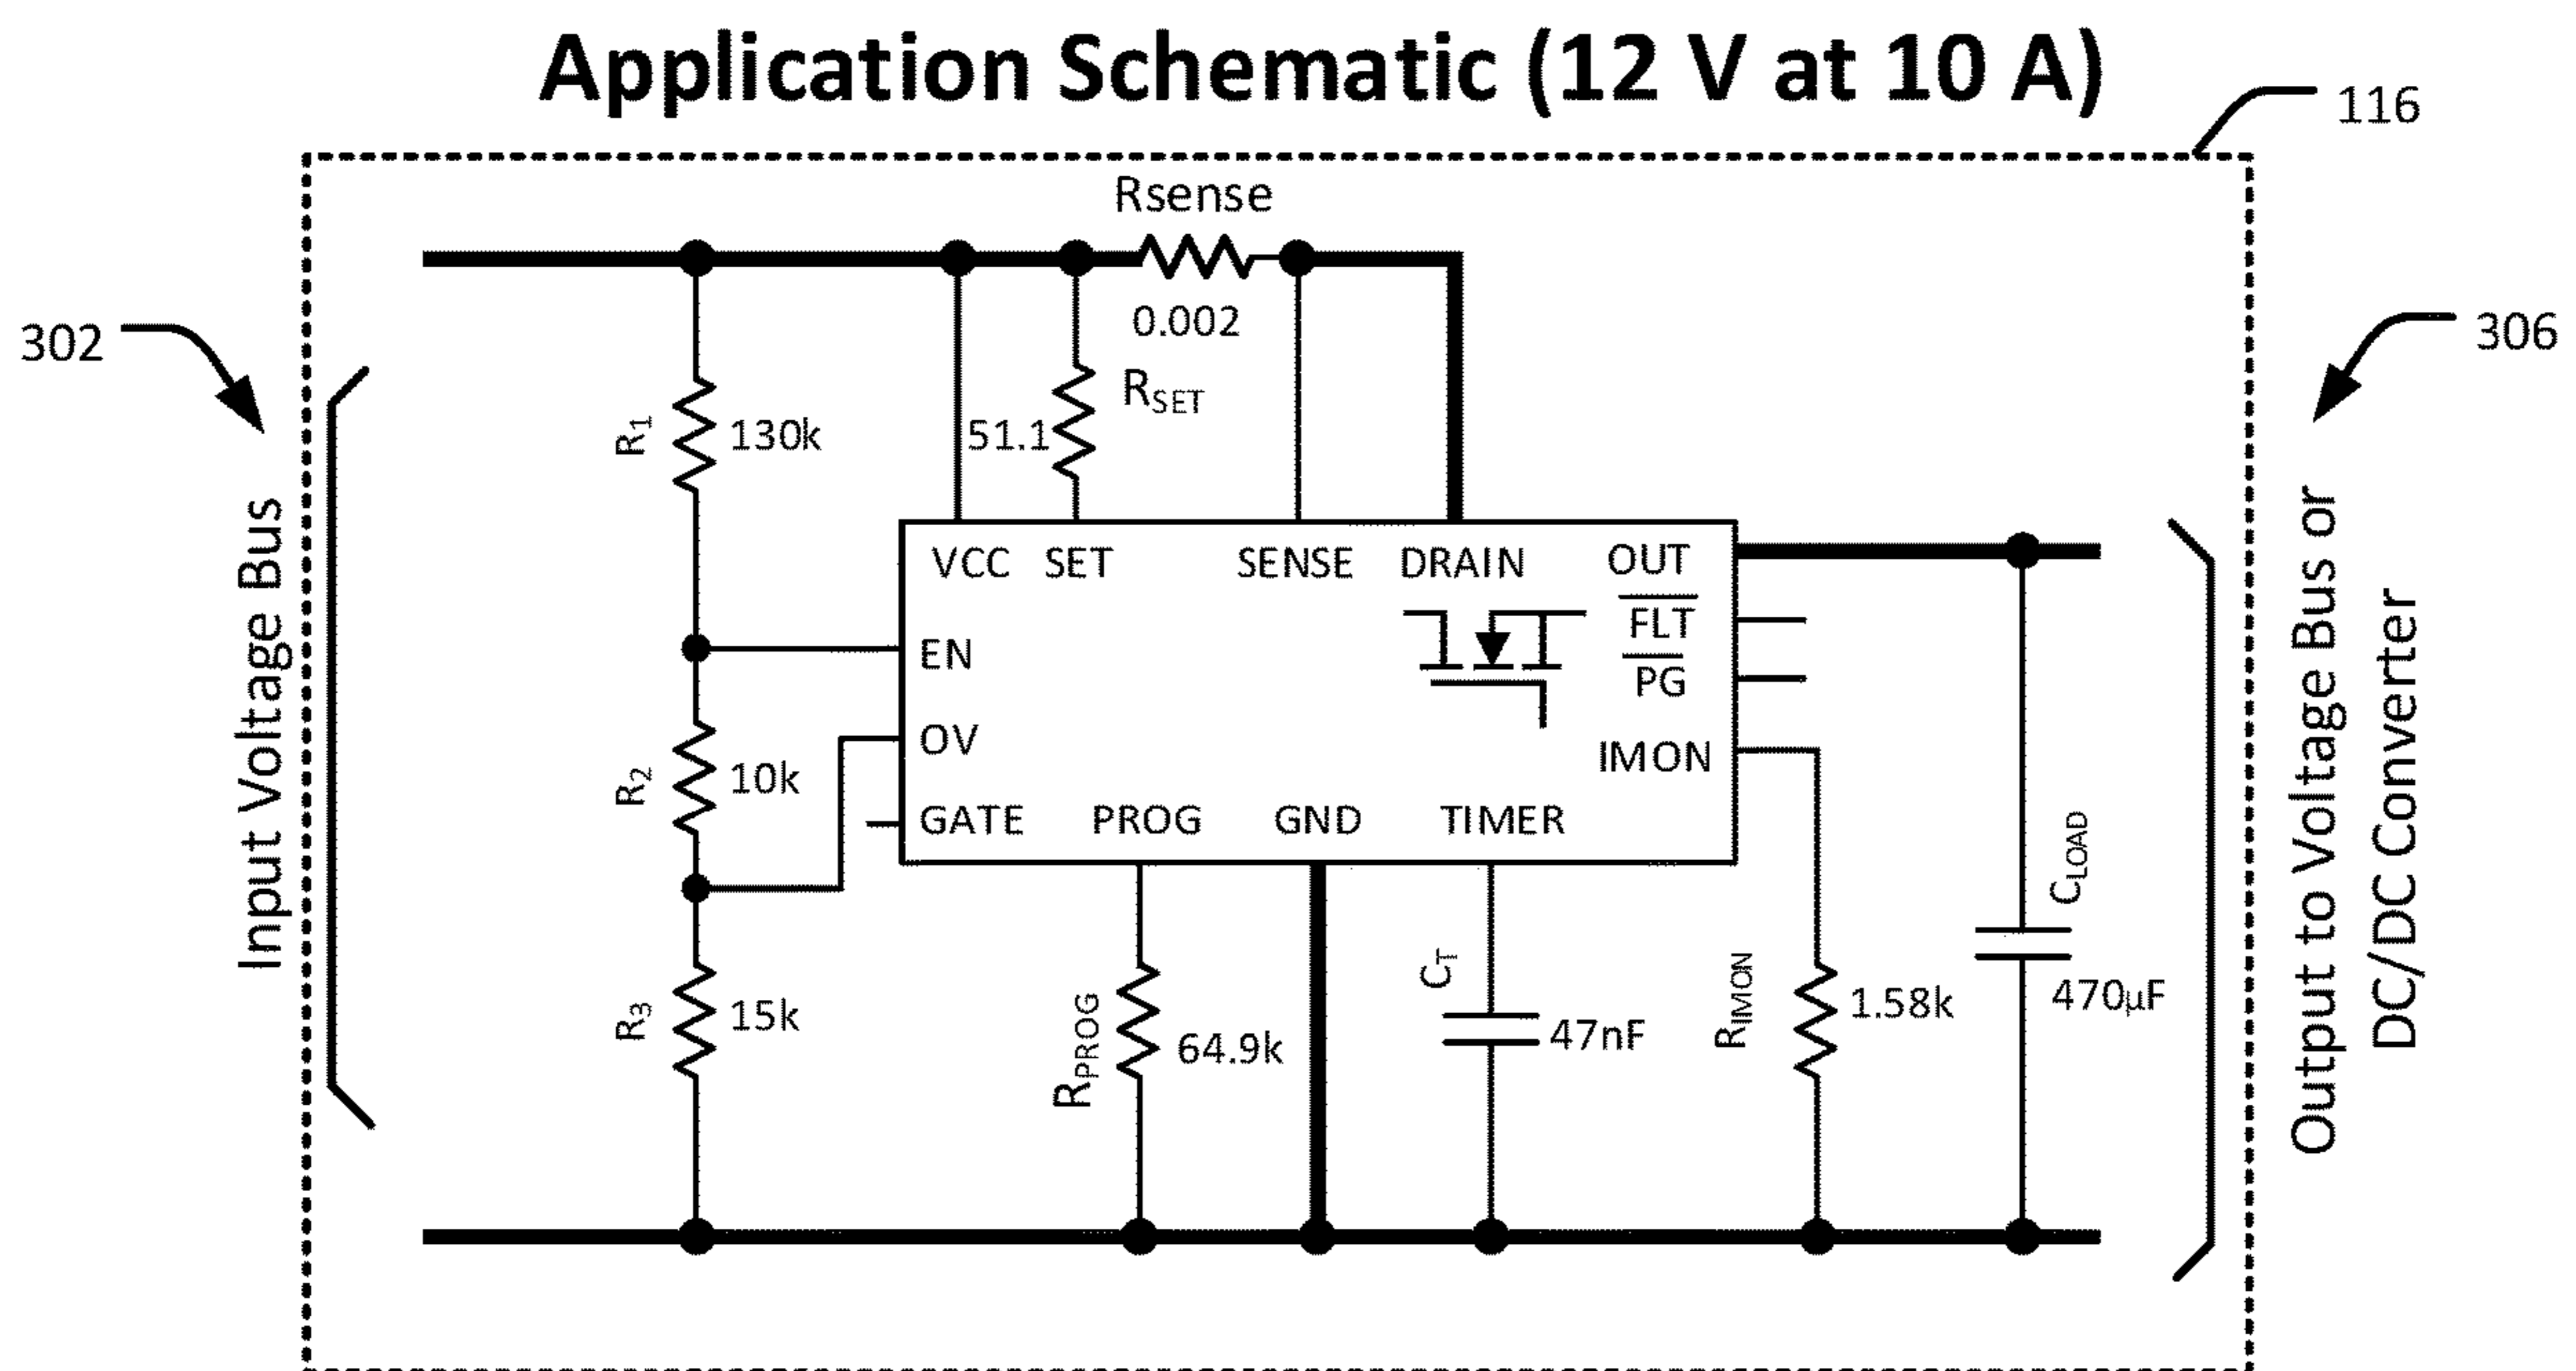 Application Schematic (12 V at 10 A)
116
Rsense
0.002
302
306
R1
130k
51.1
RSET
Input Voltage Bus
Output to Voltage Bus or
DC/DC Converter
VCC
SET
SENSE
DRAIN
OUT
FLT
PG
IMON
EN
OV
GATE
PROG
GND
TIMER
R2
10k
R3
15k
RPROG
64.9k
CT
47nF
RIMON
1.58k
CLOAD
470µF